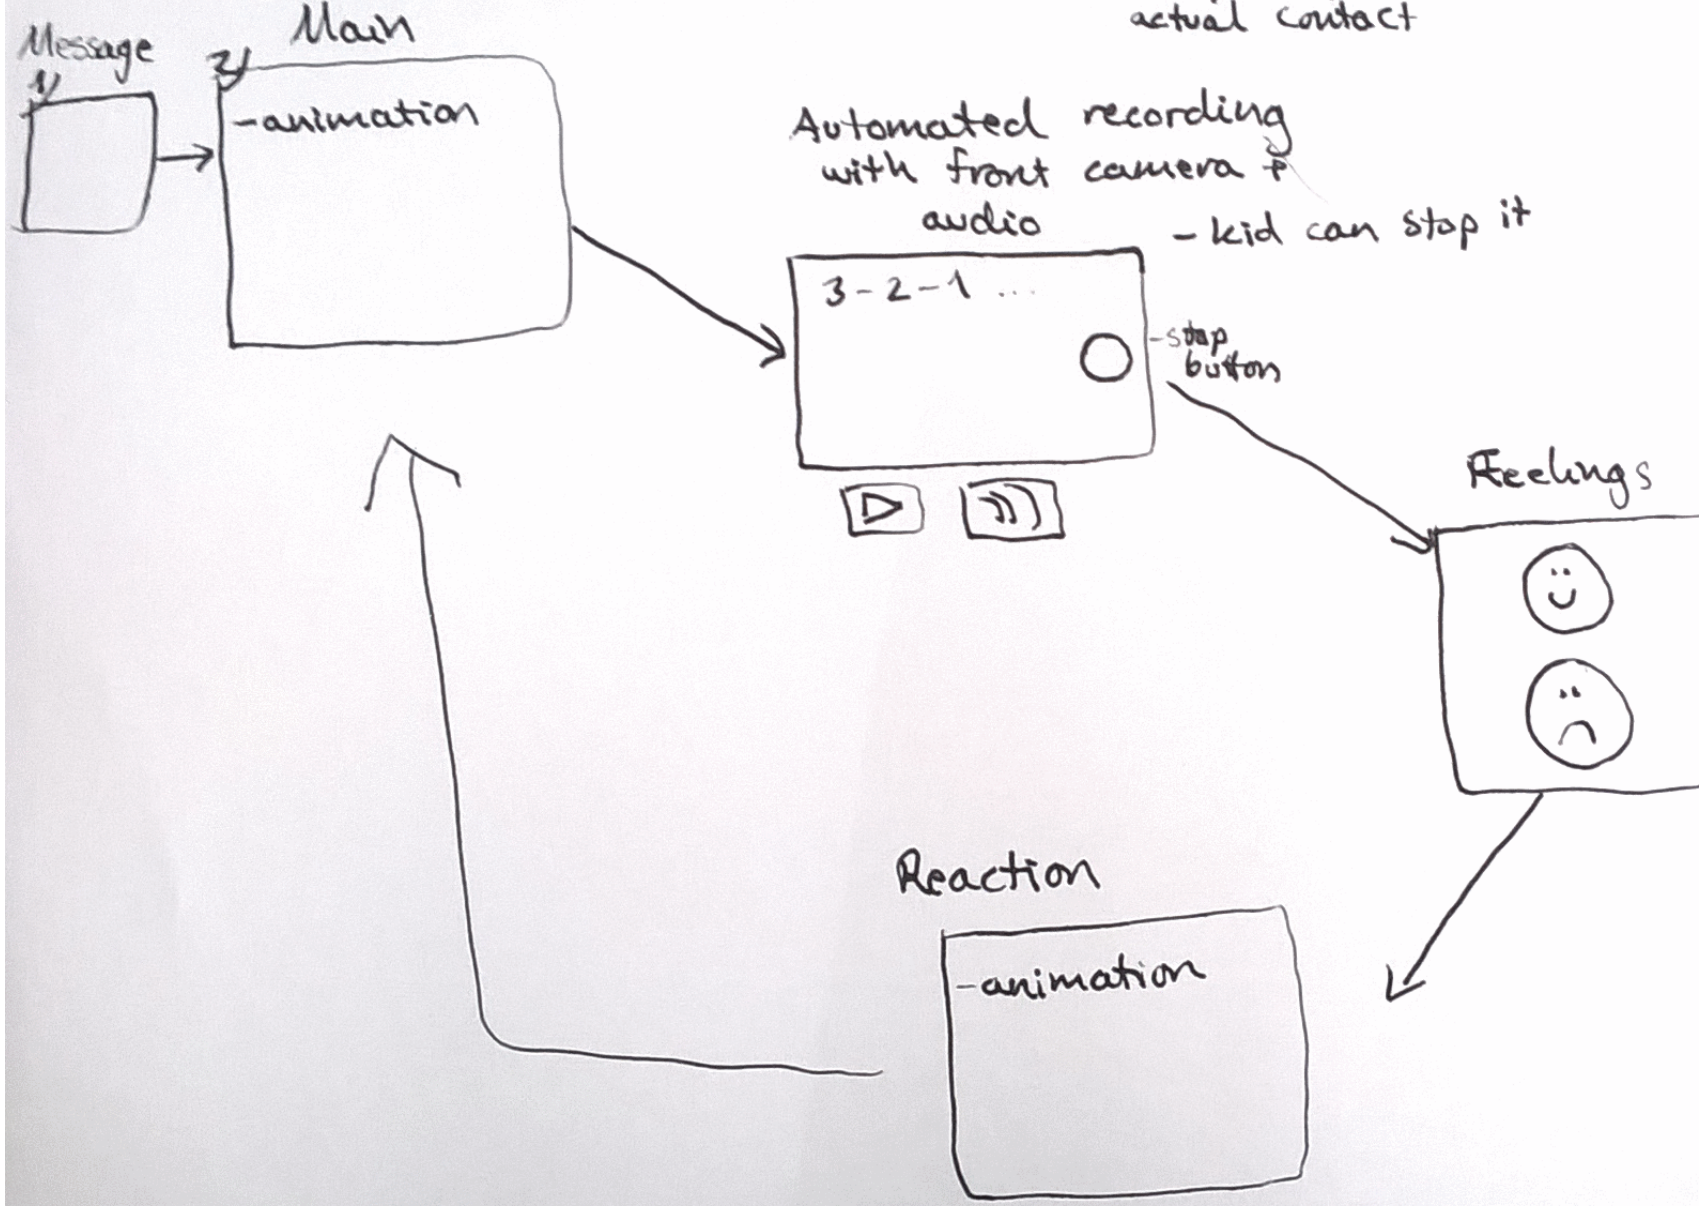 actual contact
Message
1/
Main
2/
-animation
Automated recording
with front camera +
audio
- kid can stop it
3-2-1 ...
-stop
button
Feelings
Reaction
-animation